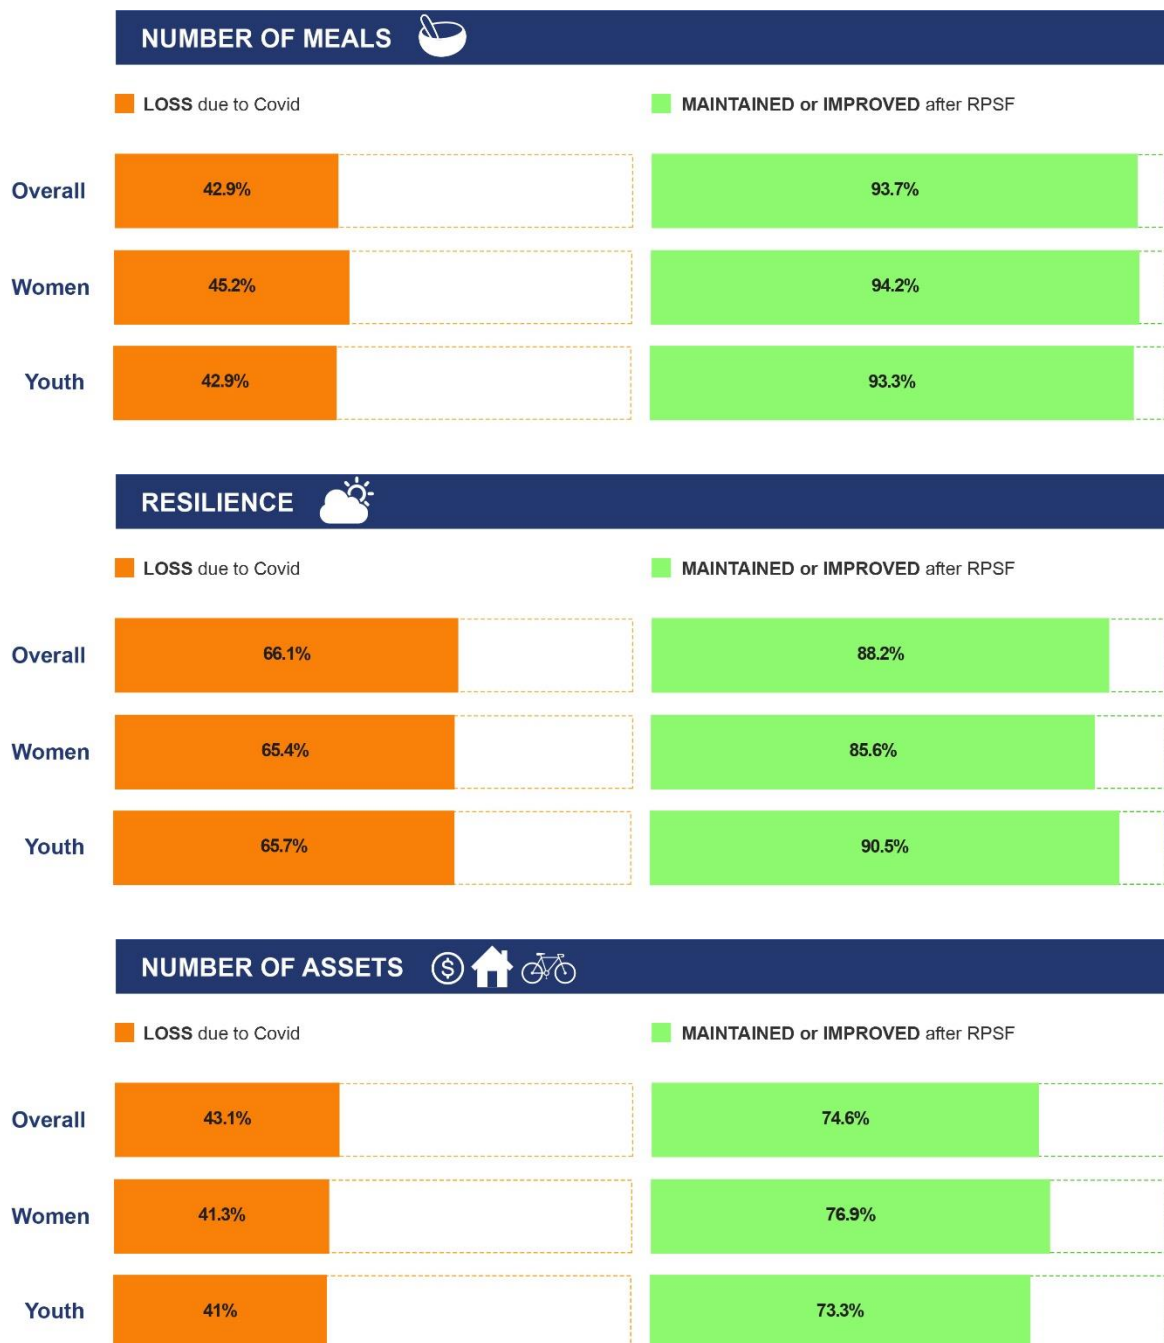 NUMBER OF MEALS
LOSS due to Covid
MAINTAINED or IMPROVED after RPSF
Overall 42.9% 93.7%
Women 45.2% 94.2%
Youth 42.9% 93.3%
RESILIENCE
LOSS due to Covid
MAINTAINED or IMPROVED after RPSF
Overall 66.1% 88.2%
Women 65.4% 85.6%
Youth 65.7% 90.5%
NUMBER OF ASSETS $
LOSS due to Covid
MAINTAINED or IMPROVED after RPSF
Overall 43.1% 74.6%
Women 41.3% 76.9%
Youth 41% 73.3%